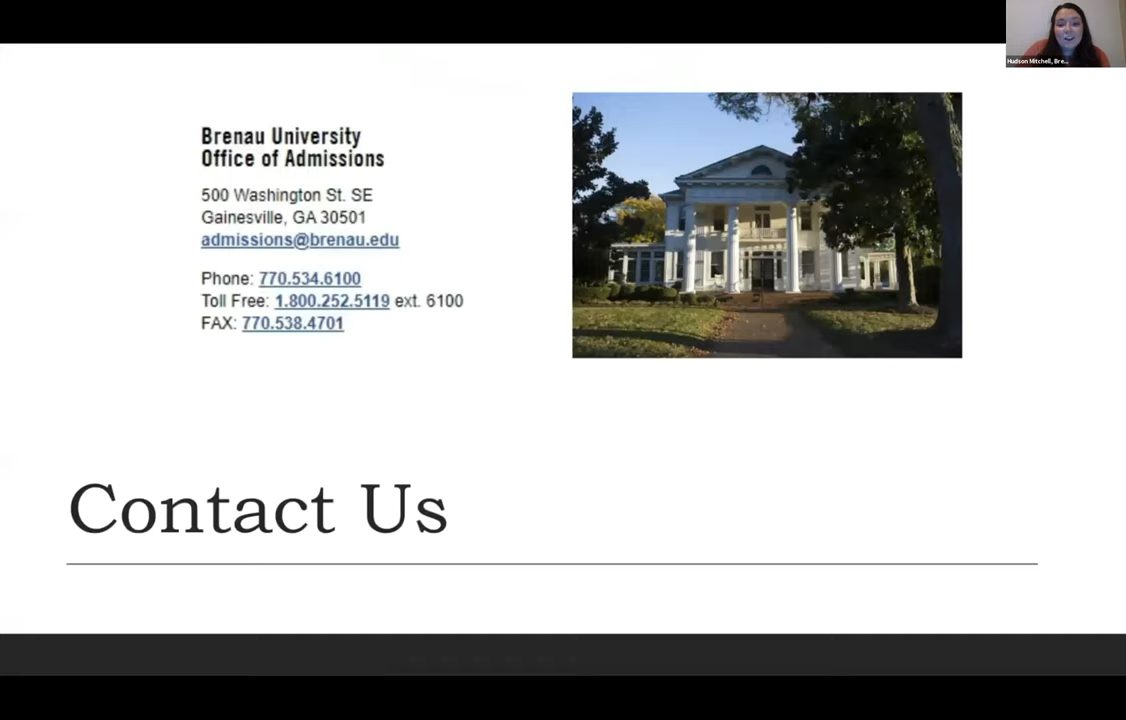 Hudson Mitchell, Bre...
Brenau University
Office of Admissions
500 Washington St. SE
Gainesville, GA 30501
admissions@brenau.edu
Phone: 770.534.6100
Toll Free: 1.800.252.5119 ext. 6100
FAX: 770.538.4701
Contact Us